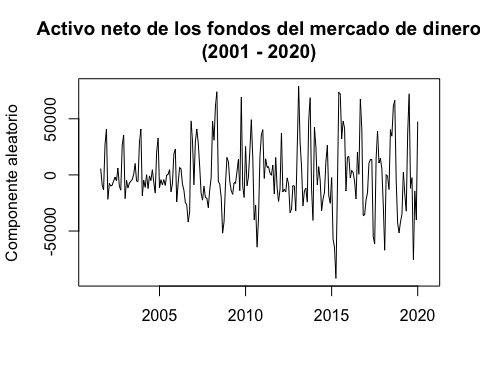 Activo neto de los fondos del mercado de dinero
(2001 - 2020)
Componente aleatorio
50000
0
-50000
2005
2010
2015
2020